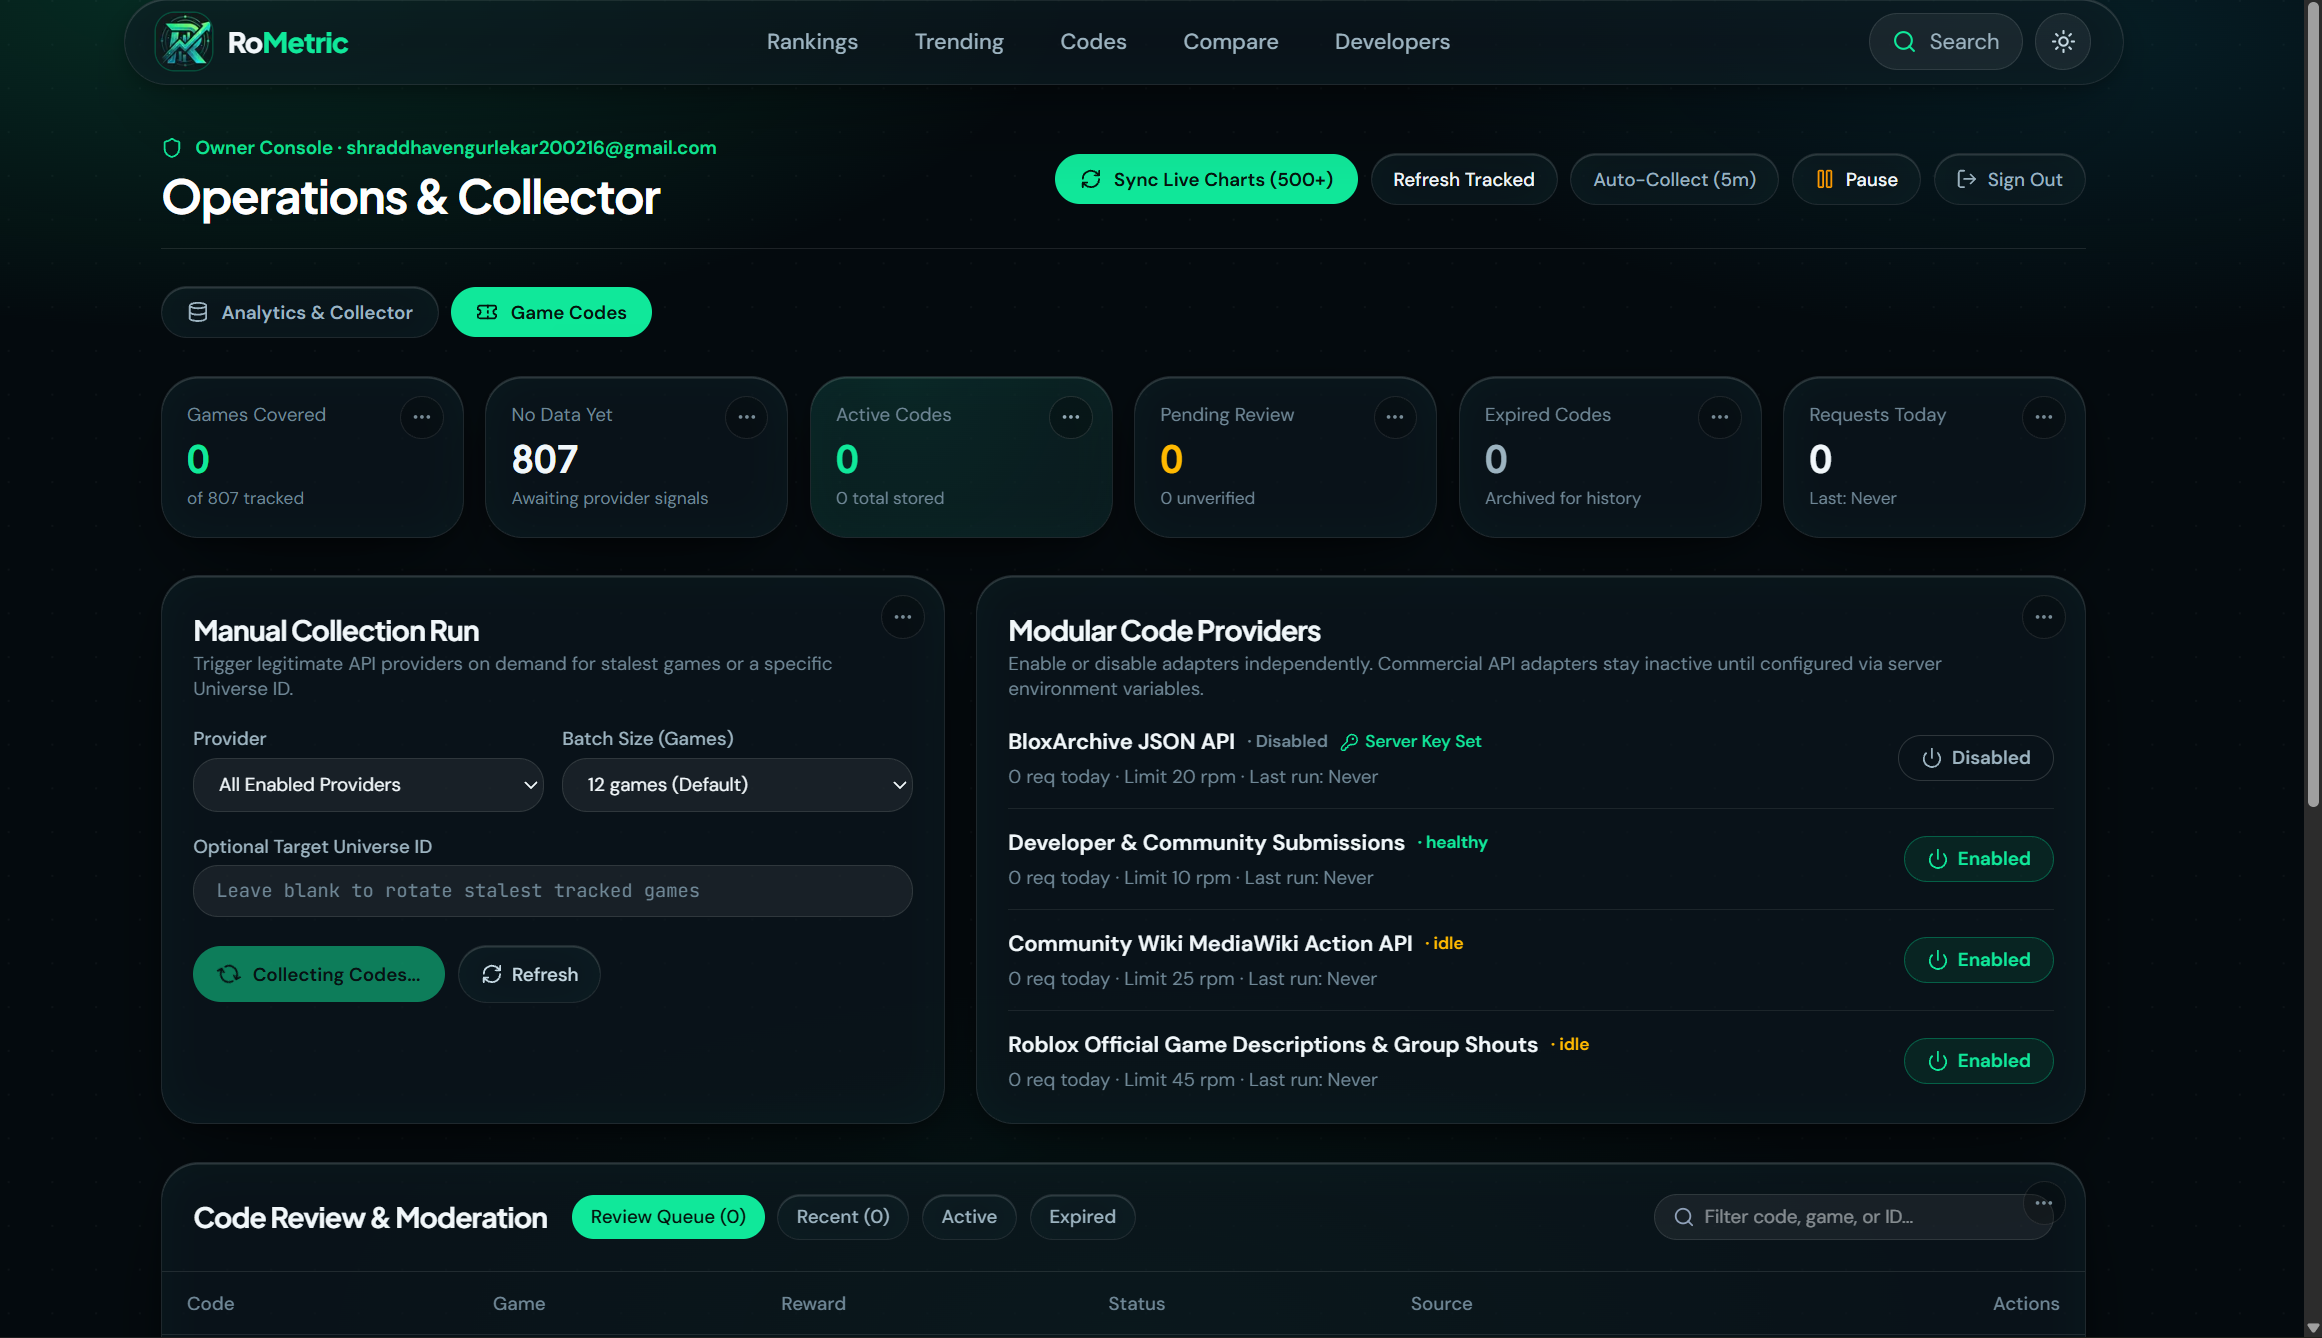 RoMetric
Rankings
Trending
Codes
Compare
Developers
Search
Owner Console · shraddhavengurlekar200216@gmail.com
Operations & Collector
Sync Live Charts (500+)
Refresh Tracked
Auto-Collect (5m)
Pause
Sign Out
Analytics & Collector
Game Codes
Games Covered
0
of 807 tracked
No Data Yet
807
Awaiting provider signals
Active Codes
0
0 total stored
Pending Review
0
0 unverified
Expired Codes
0
Archived for history
Requests Today
0
Last: Never
Manual Collection Run
Trigger legitimate API providers on demand for stalest games or a specific
Universe ID.
Provider
Batch Size (Games)
All Enabled Providers
12 games (Default)
Optional Target Universe ID
Leave blank to rotate stalest tracked games
Collecting Codes...
Refresh
Modular Code Providers
Enable or disable adapters independently. Commercial API adapters stay inactive until configured via server
environment variables.
BloxArchive JSON API · Disabled Server Key Set
0 req today · Limit 20 rpm · Last run: Never
Disabled
Developer & Community Submissions · healthy
0 req today · Limit 10 rpm · Last run: Never
Enabled
Community Wiki MediaWiki Action API · idle
0 req today · Limit 25 rpm · Last run: Never
Enabled
Roblox Official Game Descriptions & Group Shouts · idle
0 req today · Limit 45 rpm · Last run: Never
Enabled
Code Review & Moderation
Review Queue (0)
Recent (0)
Active
Expired
Filter code, game, or ID...
Code
Game
Reward
Status
Source
Actions